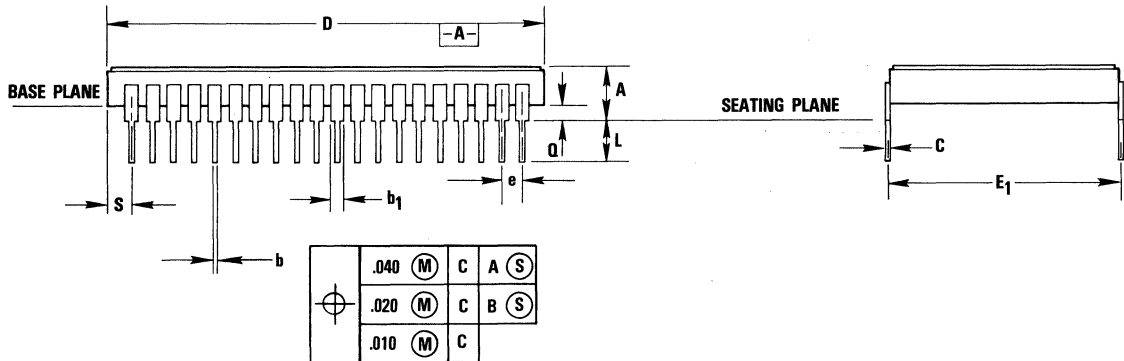 D
-A-
BASE PLANE
A
SEATING PLANE
Q
L
C
e
E1
S
b1
b
.040 Ⓜ C A Ⓢ
.020 Ⓜ C B Ⓢ
.010 Ⓜ C